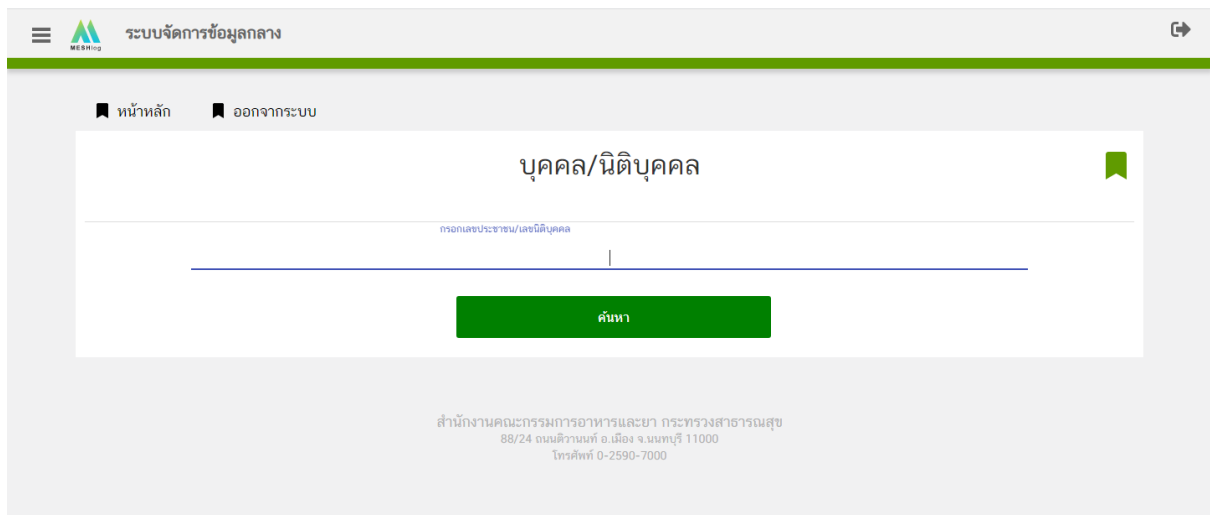 MESHlog
ระบบจัดการข้อมูลกลาง
หน้าหลัก ออกจากระบบ
บุคคล/นิติบุคคล
กรอกเลขประชาชน/เลขนิติบุคคล
ค้นหา
สำนักงานคณะกรรมการอาหารและยา กระทรวงสาธารณสุข
88/24 ถนนติวานนท์ อ.เมือง จ.นนทบุรี 11000
โทรศัพท์ 0-2590-7000